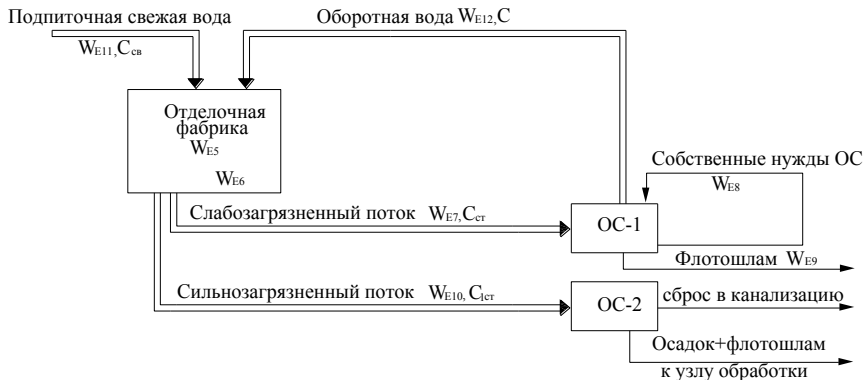 Подпиточная свежая вода
Оборотная вода WE12,C
WE11,Cсв
Отделочная
фабрика
WE5
WE6
Собственные нужды ОС
WE8
Слабозагрязненный поток WE7,Cст
ОС-1
Флотошлам WE9
Сильнозагрязненный поток WE10, C1ст
ОС-2
сброс в канализацию
Осадок+флотошлам
к узлу обработки